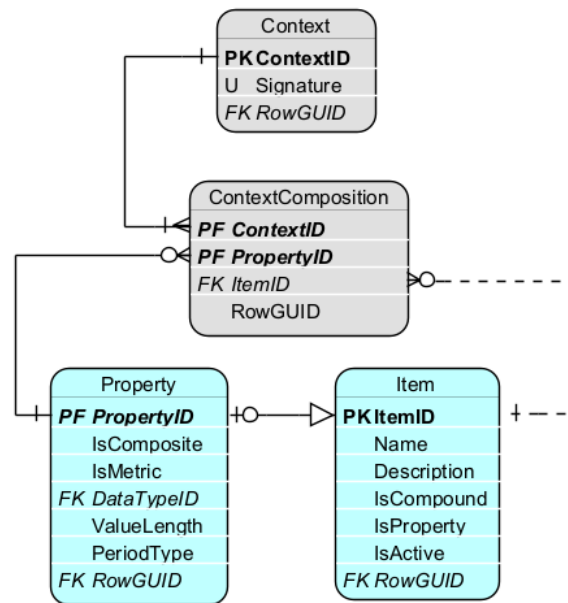 Context
PK ContextID
U Signature
FK RowGUID
ContextComposition
PF ContextID
PF PropertyID
FK ItemID
RowGUID
Property
PF PropertyID
IsComposite
IsMetric
FK DataTypeID
ValueLength
PeriodType
FK RowGUID
Item
PK ItemID
Name
Description
IsCompound
IsProperty
IsActive
FK RowGUID